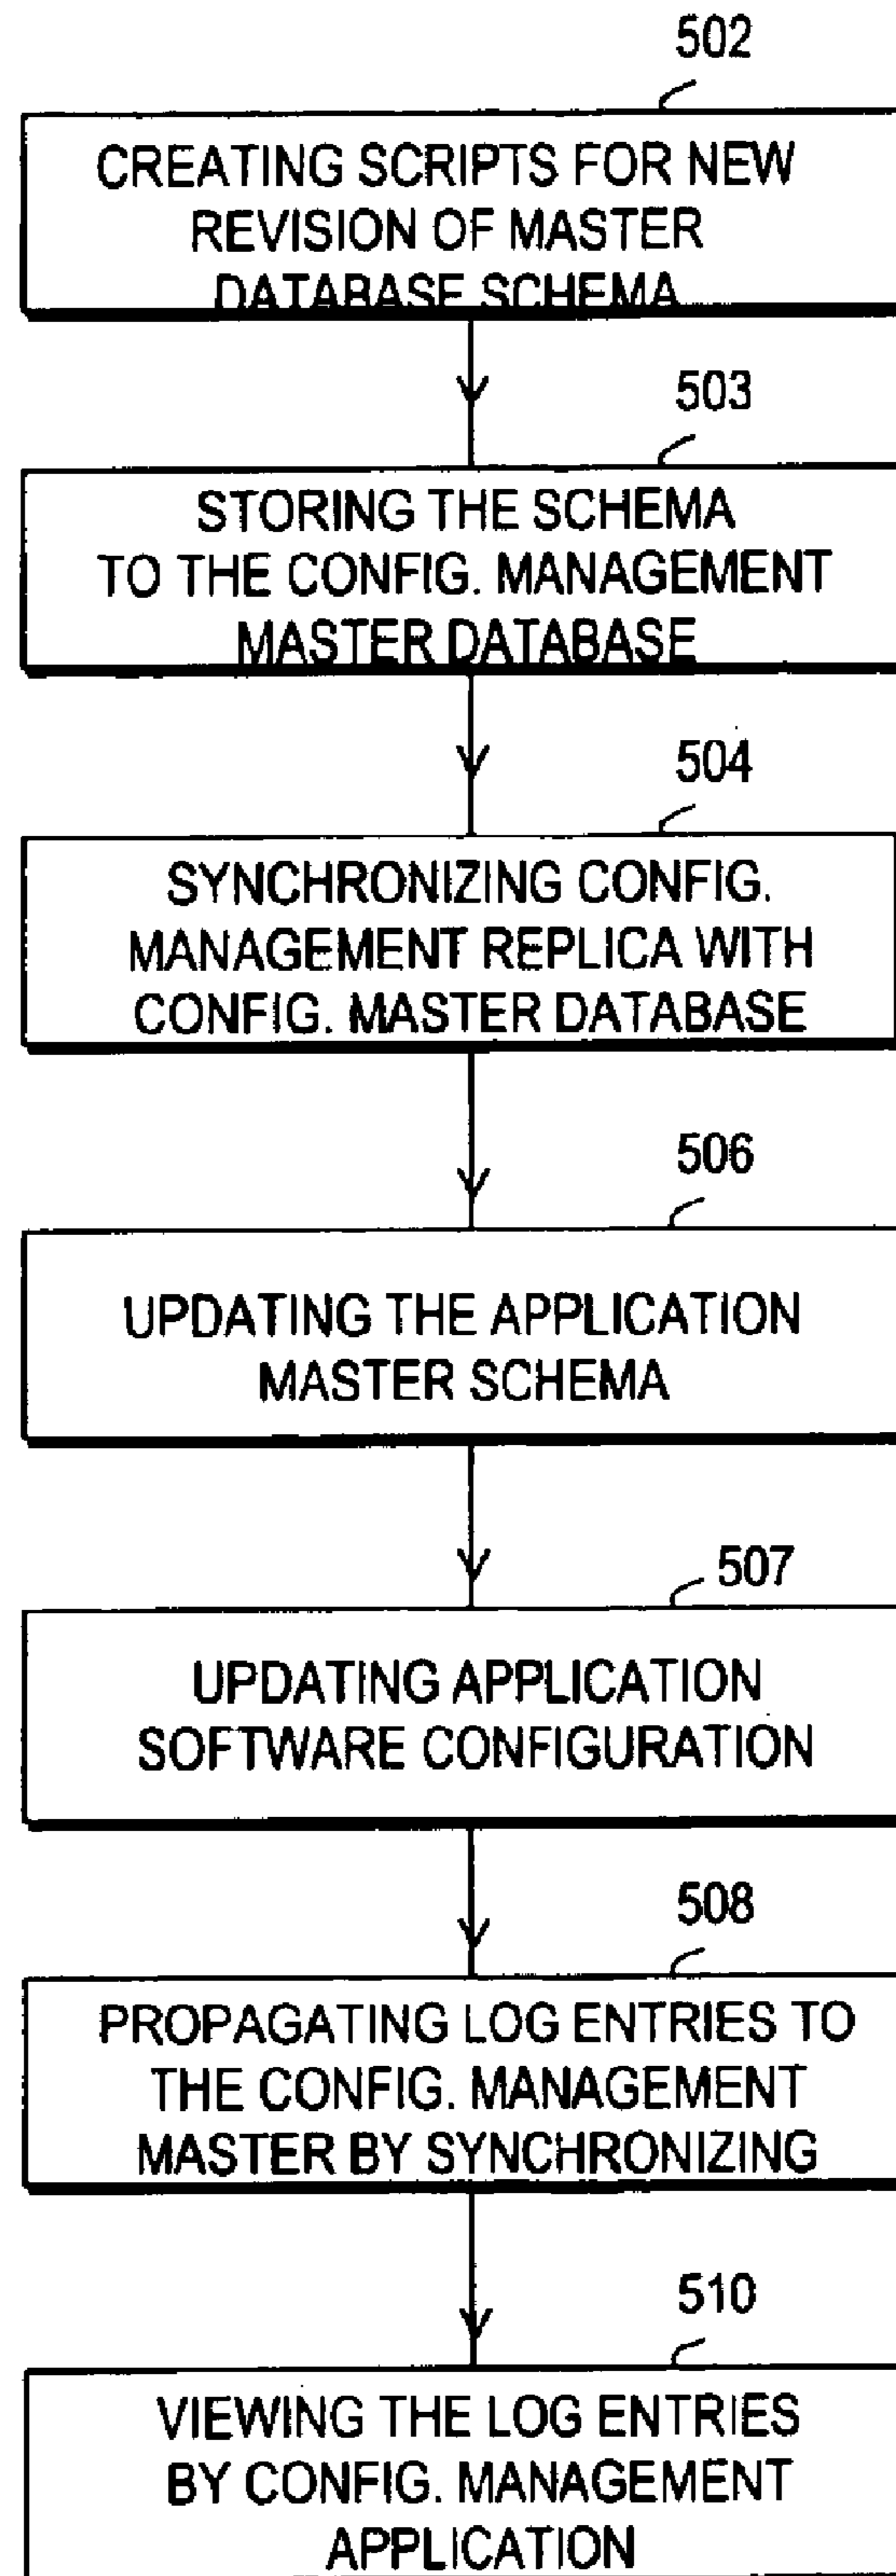 502
CREATING SCRIPTS FOR NEW
REVISION OF MASTER
DATABASE SCHEMA
503
STORING THE SCHEMA
TO THE CONFIG. MANAGEMENT
MASTER DATABASE
504
SYNCHRONIZING CONFIG.
MANAGEMENT REPLICA WITH
CONFIG. MASTER DATABASE
506
UPDATING THE APPLICATION
MASTER SCHEMA
507
UPDATING APPLICATION
SOFTWARE CONFIGURATION
508
PROPAGATING LOG ENTRIES TO
THE CONFIG. MANAGEMENT
MASTER BY SYNCHRONIZING
510
VIEWING THE LOG ENTRIES
BY CONFIG. MANAGEMENT
APPLICATION